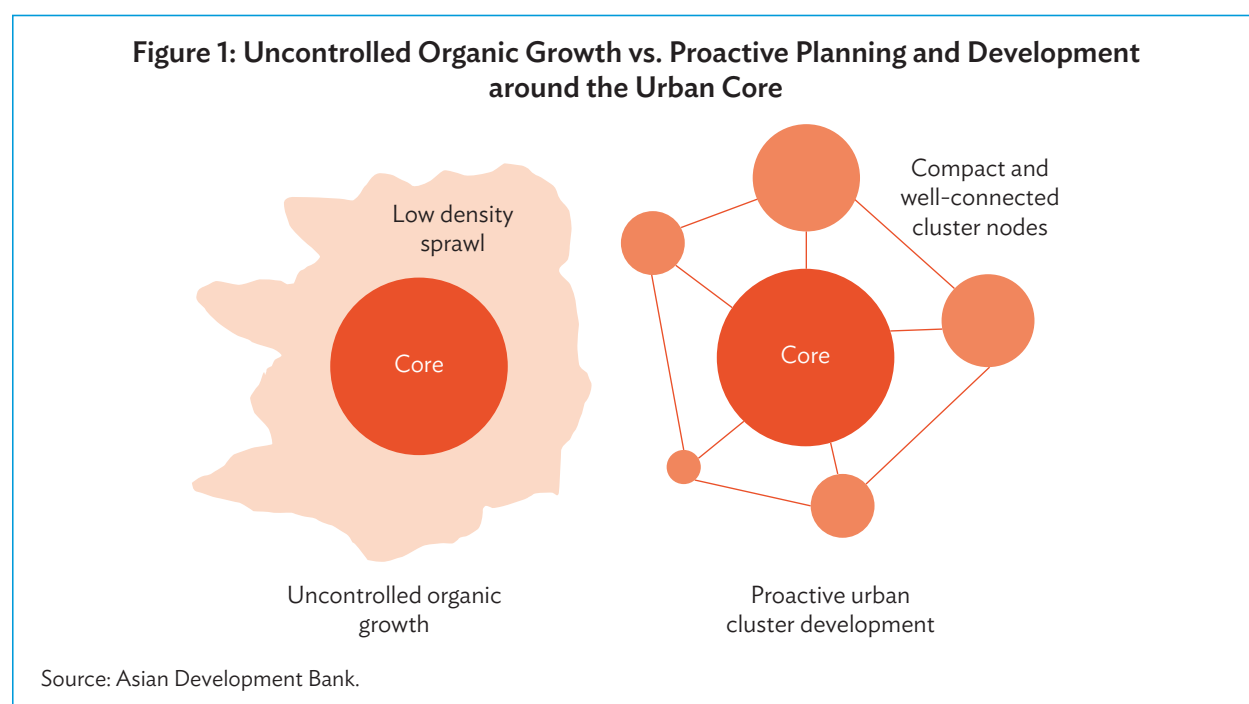 Figure 1: Uncontrolled Organic Growth vs. Proactive Planning and Development
around the Urban Core
Low density
sprawl
Core
Uncontrolled organic
growth
Compact and
well-connected
cluster nodes
Core
Proactive urban
cluster development
Source: Asian Development Bank.